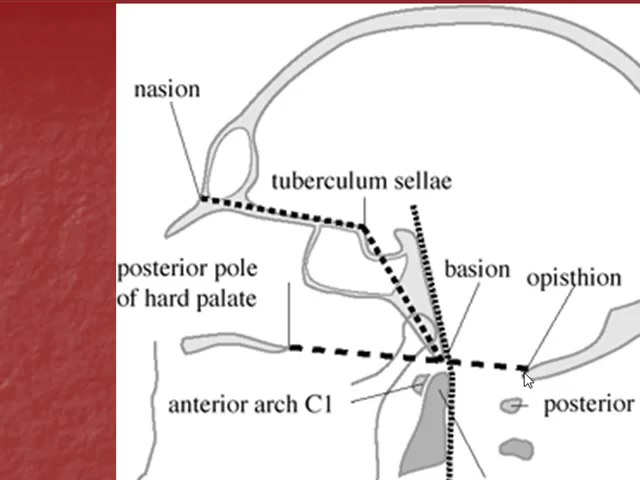 nasion
tuberculum sellae
posterior pole
of hard palate
basion
opisthion
anterior arch C1
posterior